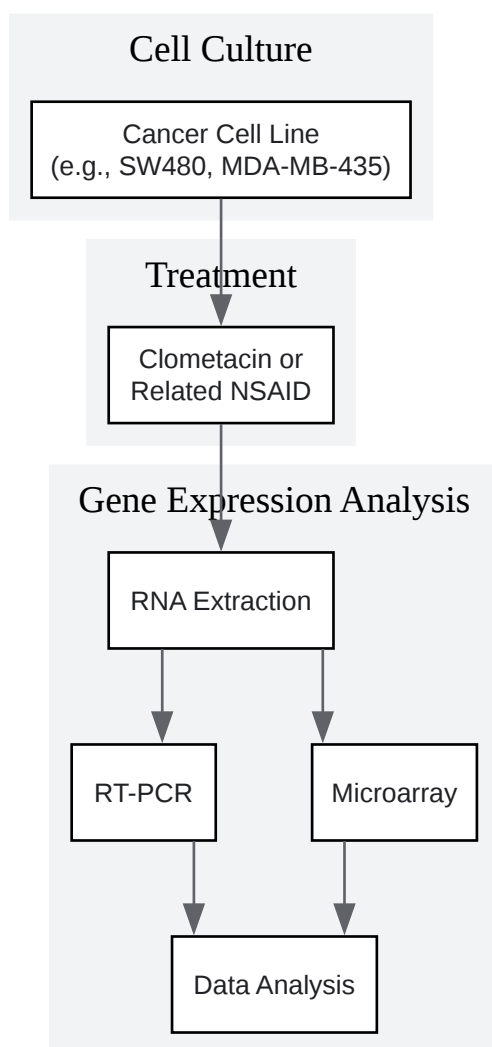 Cell Culture
Cancer Cell Line
(e.g., SW480, MDA-MB-435)
Treatment
Clometacin or
Related NSAID
Gene Expression Analysis
RNA Extraction
RT-PCR
Microarray
Data Analysis